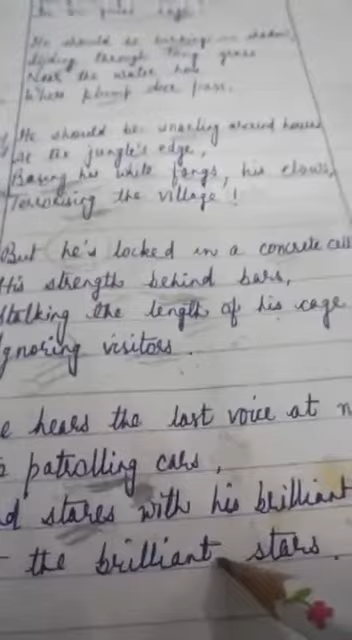 He should be lurking in shadow,
Sliding through long grass
Near the water hole
Where plump deer pass.
He should be snarling around houses
At the jungle's edge,
Baring his white fangs, his claws,
Terrorising the village!
But he's locked in a concrete cell
His strength behind bars,
Stalking the length of his cage
Ignoring visitors.
e hears the last voice at n
patrolling cars,
d stares with his brilliant
the brilliant stars.